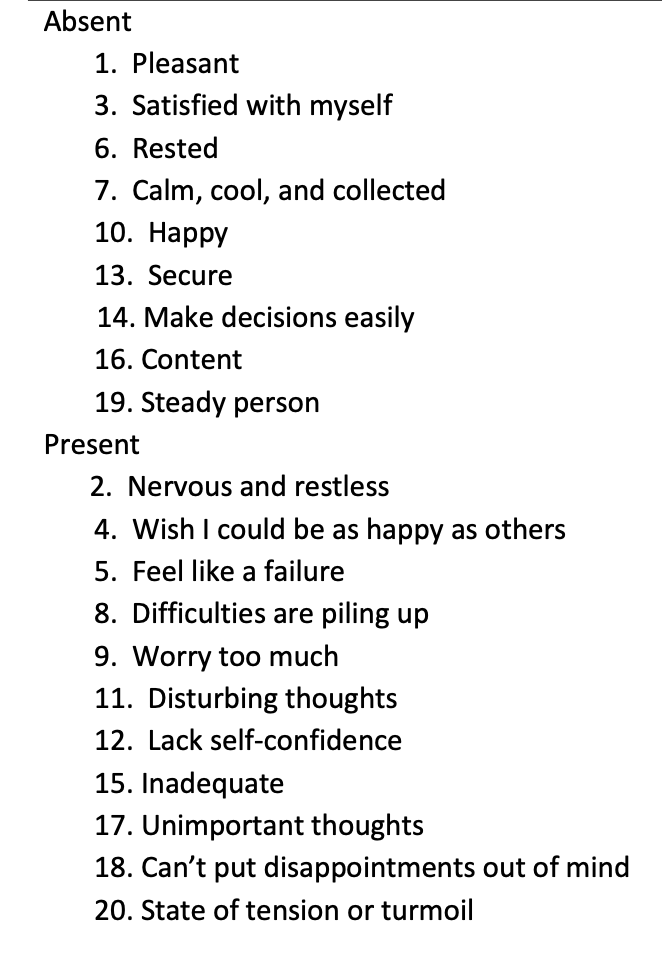 Absent
1. Pleasant
3. Satisfied with myself
6. Rested
7. Calm, cool, and collected
10. Happy
13. Secure
14. Make decisions easily
16. Content
19. Steady person
Present
2. Nervous and restless
4. Wish I could be as happy as others
5. Feel like a failure
8. Difficulties are piling up
9. Worry too much
11. Disturbing thoughts
12. Lack self-confidence
15. Inadequate
17. Unimportant thoughts
18. Can’t put disappointments out of mind
20. State of tension or turmoil